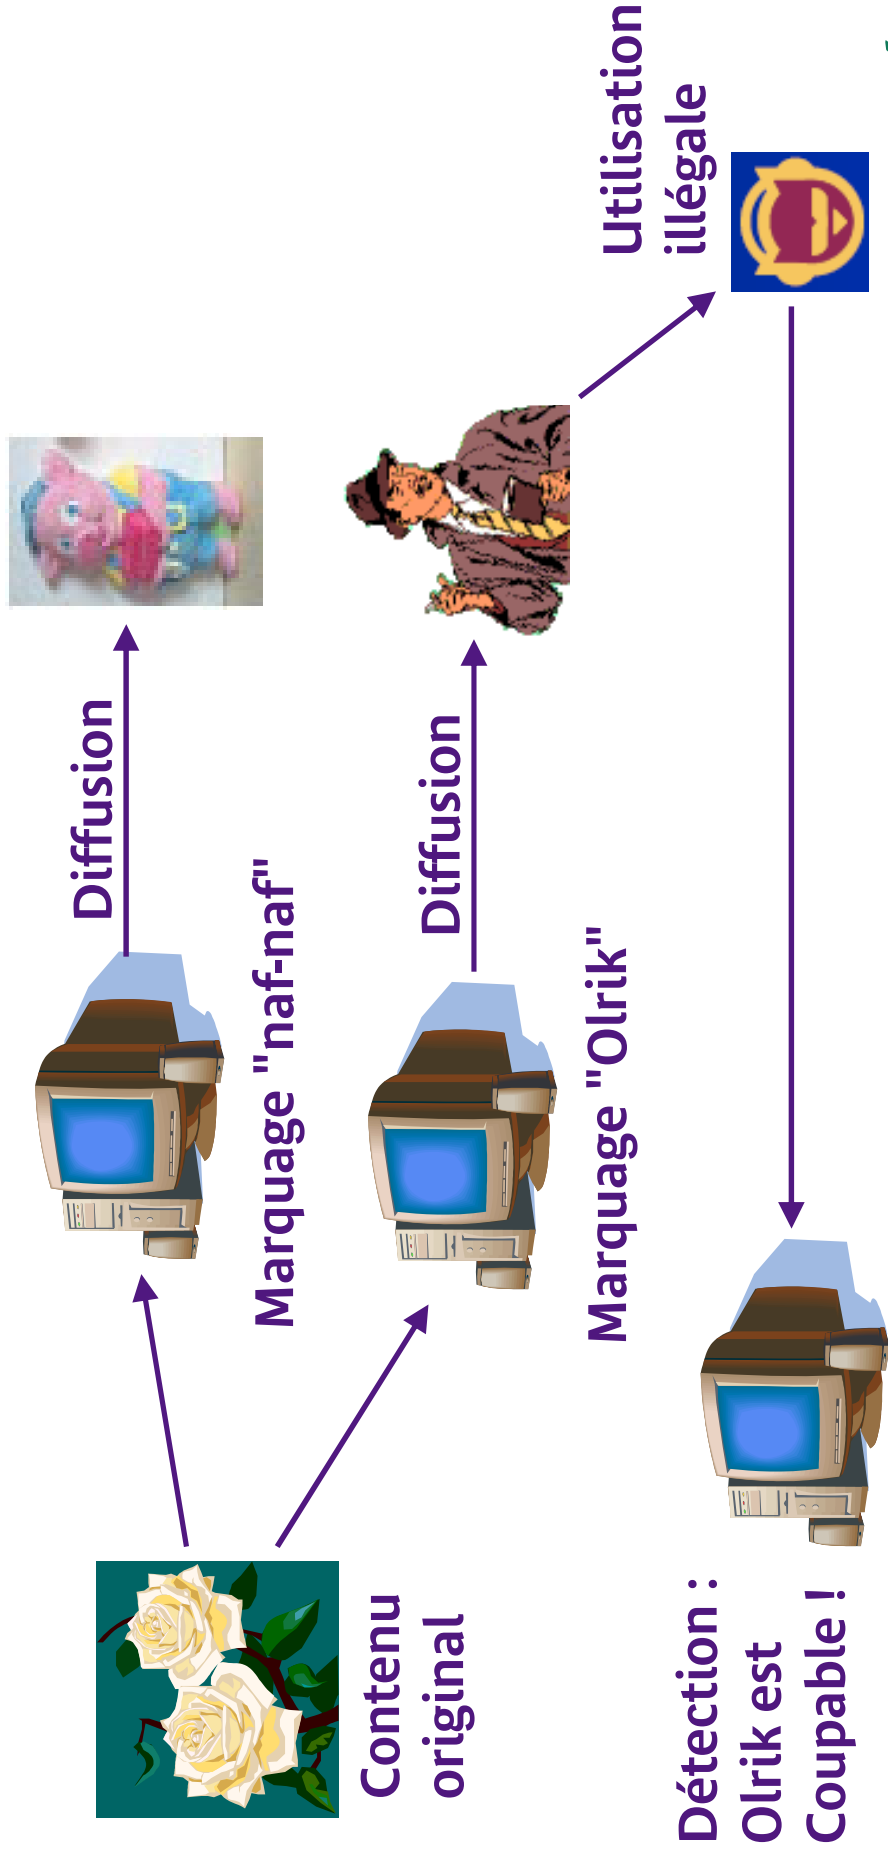 Diffusion
Marquage "naf-naf"
Contenu
original
Diffusion
Marquage "Olrik"
Utilisation
illégale
Détection :
Olrik est
Coupable !